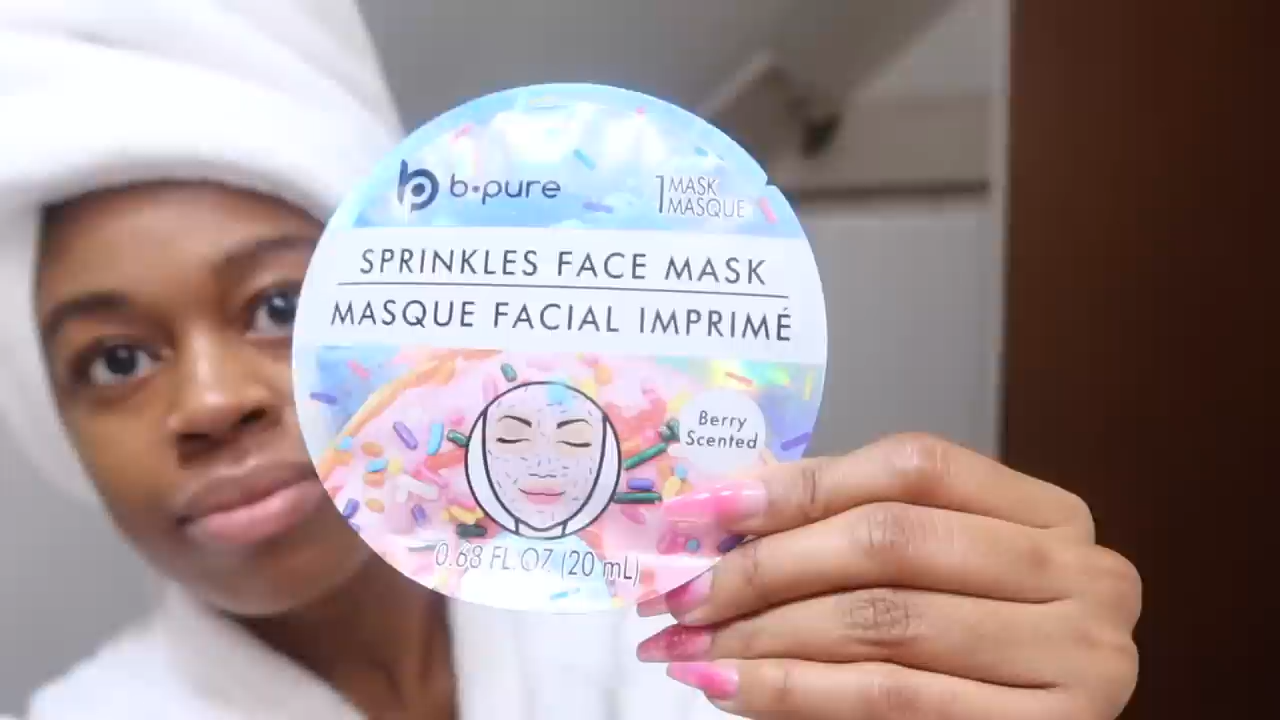 b b•pure
1 MASK
MASQUE
SPRINKLES FACE MASK
MASQUE FACIAL IMPRIMÉ
Berry
Scented
0.68 FL. OZ (20 mL)